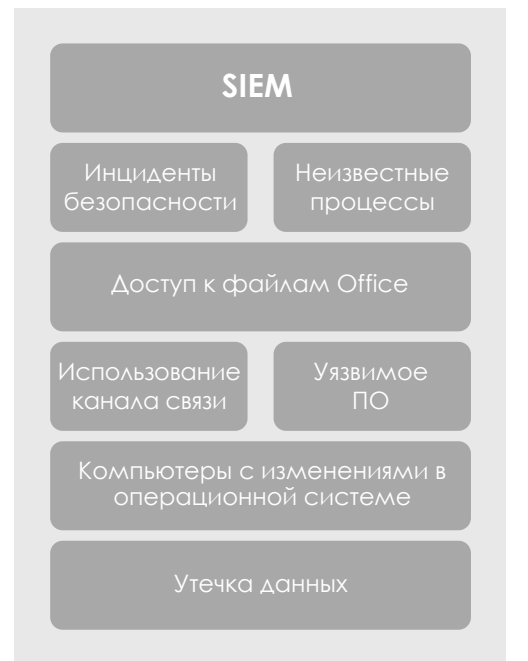 SIEM
Инциденты
безопасности
Неизвестные
процессы
Доступ к файлам Office
Использование
канала связи
Уязвимое
ПО
Компьютеры с изменениями в
операционной системе
Утечка данных